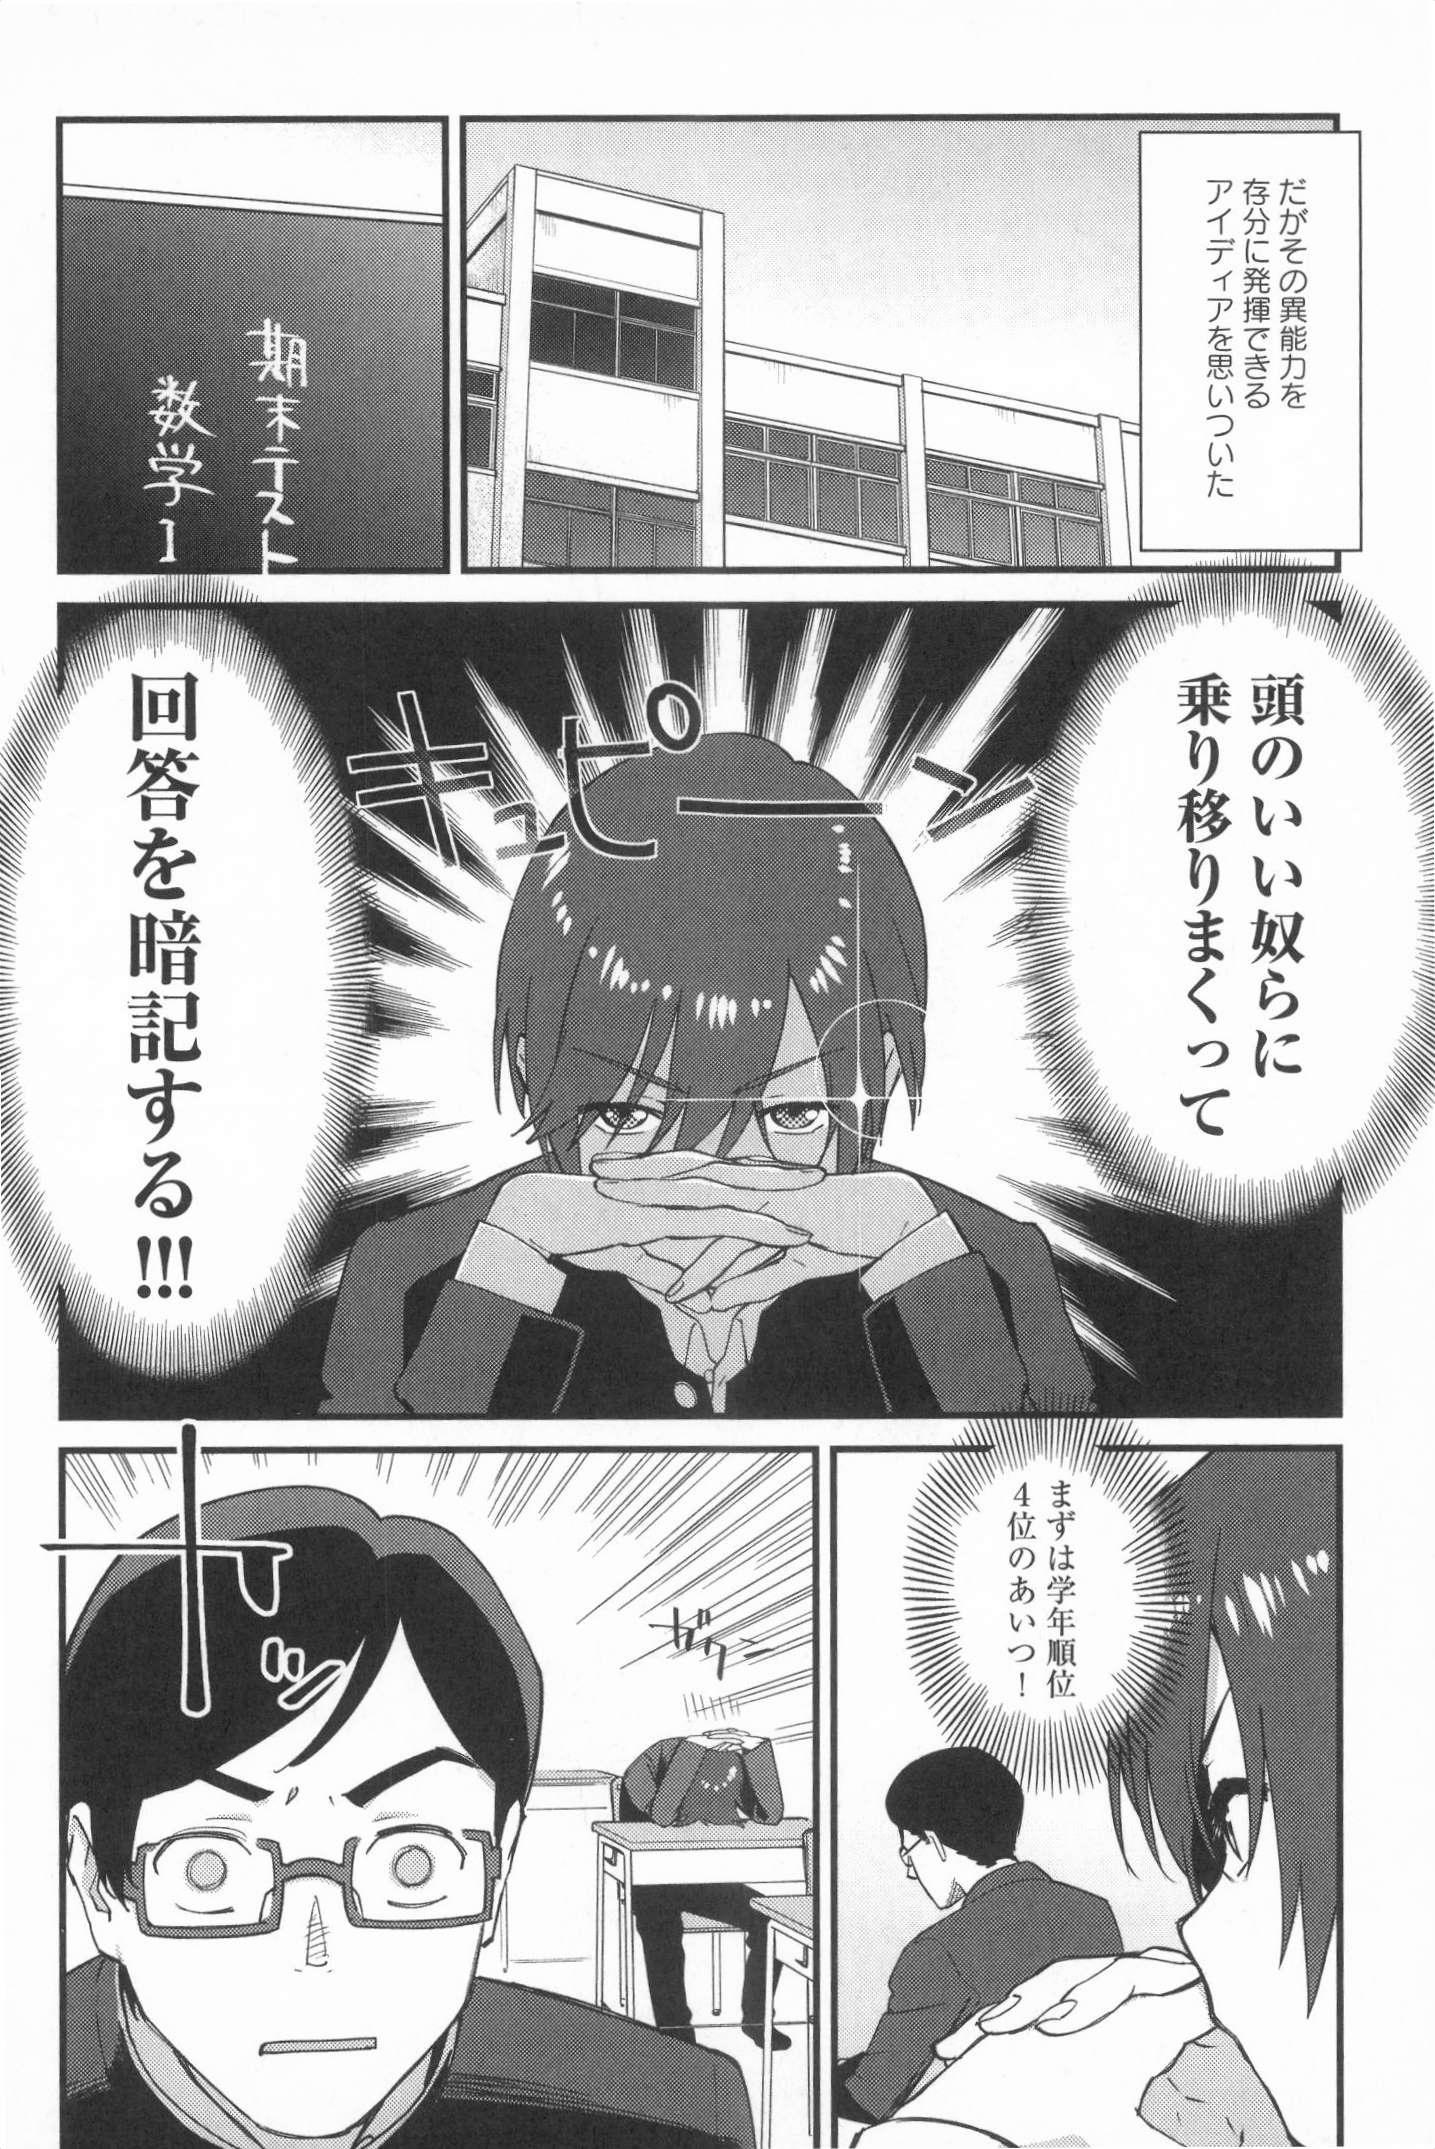 だがその異能力を
存分に発揮できる
アイディアを思いついた
期末テスト
数学I
頭のいい奴らに
乗り移りまくって
キュピーン
回答を暗記する!!!
まずは学年順位
4位のあいつ!
ガクン
カッ